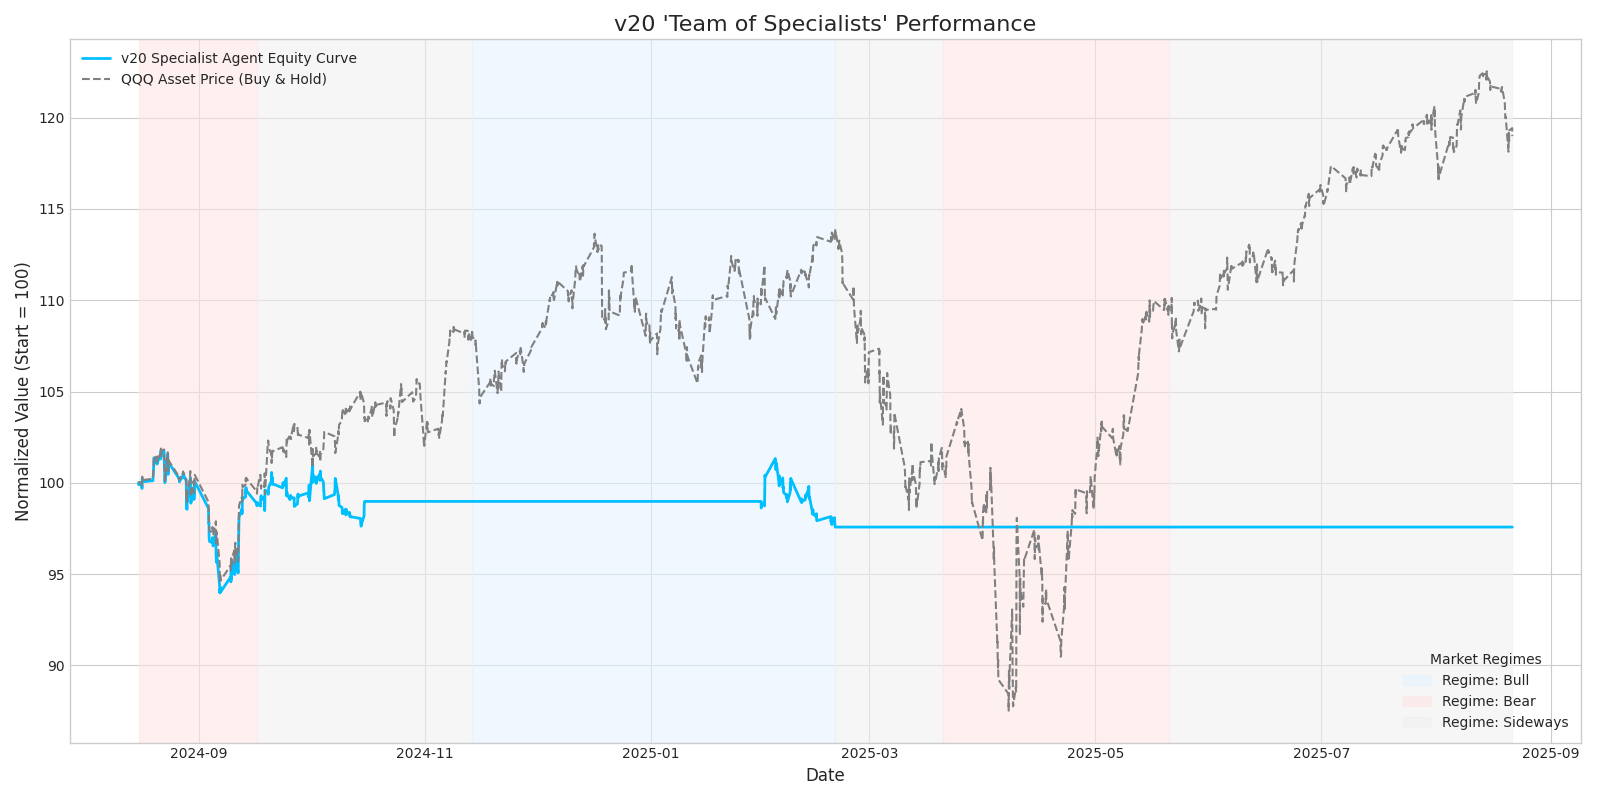 v20 'Team of Specialists' Performance
v20 Specialist Agent Equity Curve
QQQ Asset Price (Buy & Hold)
Normalized Value (Start = 100)
120
115
110
105
100
95
90
Market Regimes
Regime: Bull
Regime: Bear
Regime: Sideways
2024-09
2024-11
2025-01
2025-03
2025-05
2025-07
2025-09
Date